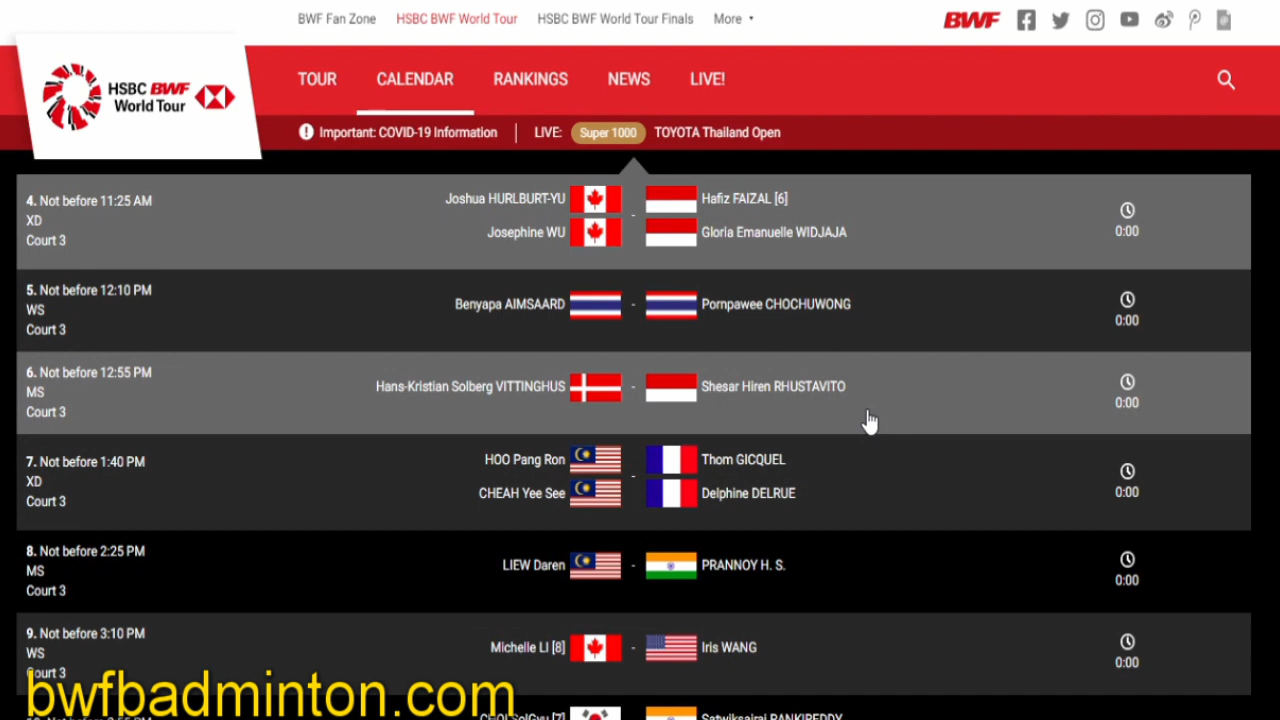 BWF Fan Zone HSBC BWF World Tour HSBC BWF World Tour Finals More BWF
HSBC BWF
World Tour
TOUR CALENDAR RANKINGS NEWS LIVE!
Important: COVID-19 Information LIVE: Super 1000 TOYOTA Thailand Open
4. Not before 11:25 AM
XD
Court 3
Joshua HURLBURT-YU - Hafiz FAIZAL [6]
Josephine WU Gloria Emanuelle WIDJAJA
0:00
5. Not before 12:10 PM
WS
Court 3
Benyapa AIMSAARD - Pornpawee CHOCHUWONG
0:00
6. Not before 12:55 PM
MS
Court 3
Hans-Kristian Solberg VITTINGHUS - Shesar Hiren RHUSTAVITO
0:00
7. Not before 1:40 PM
XD
Court 3
HOO Pang Ron - Thom GICQUEL
CHEAH Yee See Delphine DELRUE
0:00
8. Not before 2:25 PM
MS
Court 3
LIEW Daren - PRANNOY H. S.
0:00
9. Not before 3:10 PM
WS
Court 3
Michelle LI [8] - Iris WANG
0:00
bwfbadminton.com
CHOI SolGyu [7] Satwiksairaj RANKIREDDY